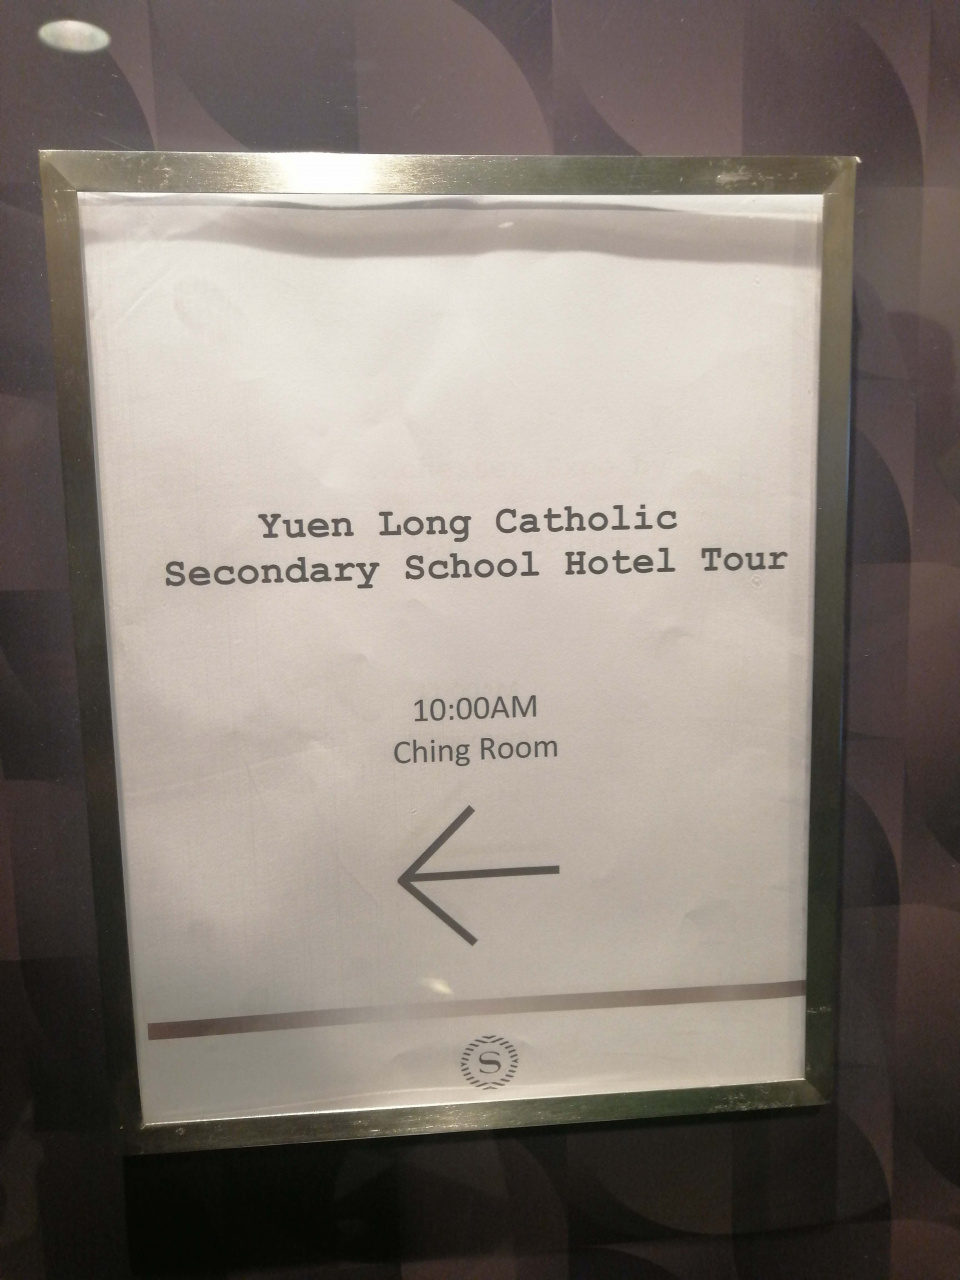 Yuen Long Catholic
Secondary School Hotel Tour
10:00AM
Ching Room
S